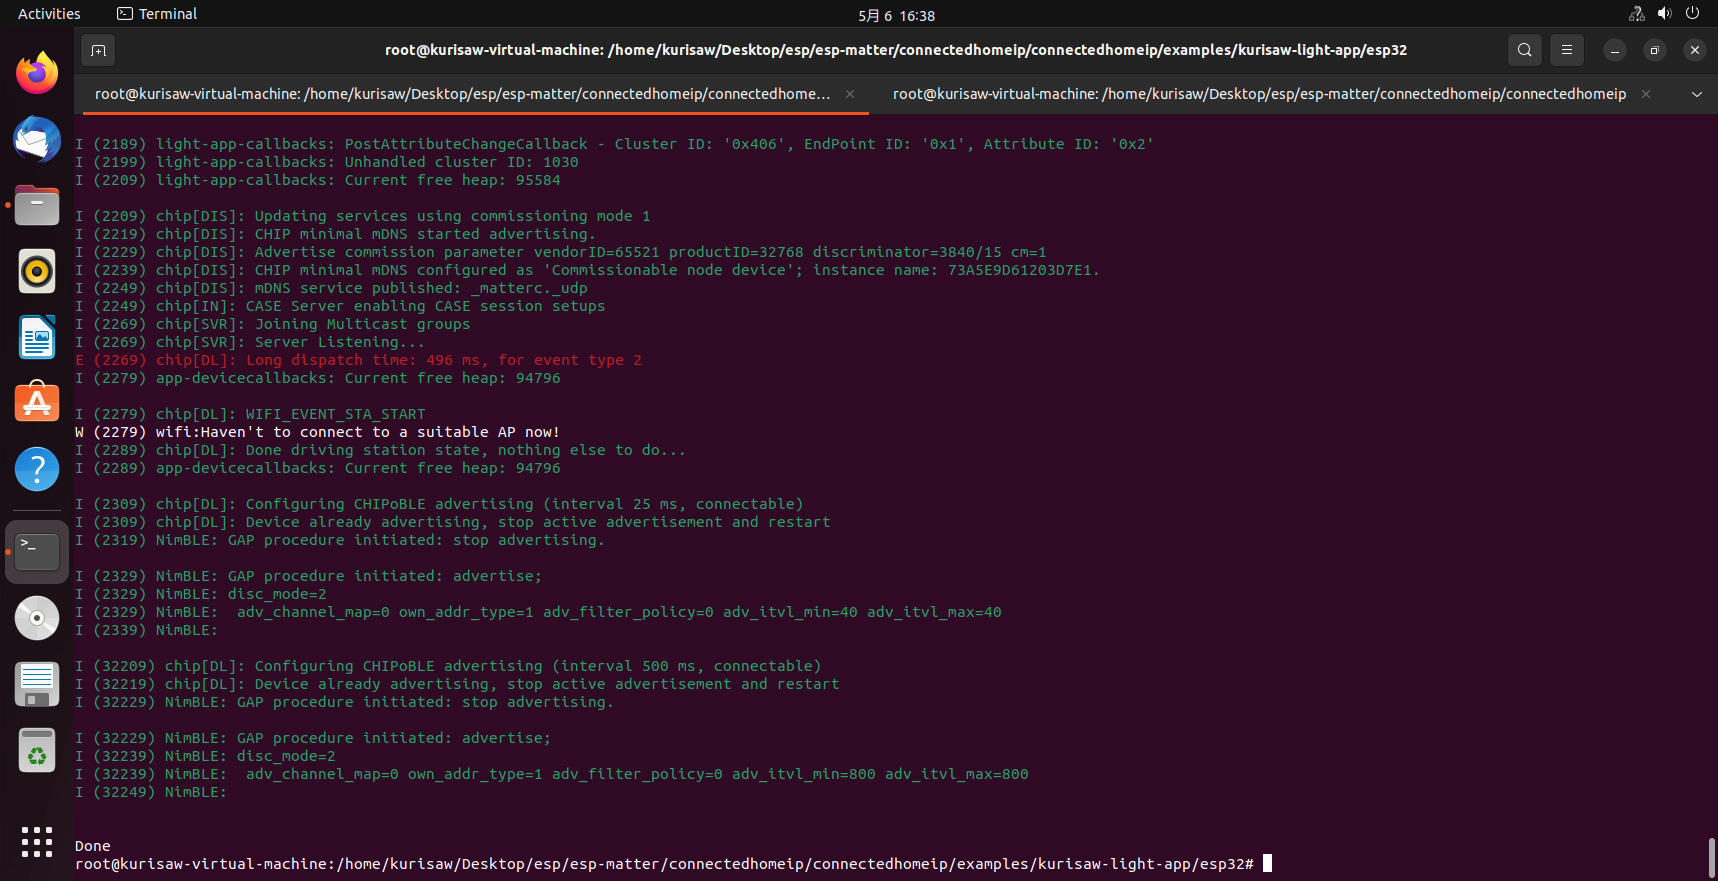 Activities
Terminal
5月 6 16:38
root@kurisaw-virtual-machine: /home/kurisaw/Desktop/esp/esp-matter/connectedhomeip/connectedhomeip/examples/kurisaw-light-app/esp32
root@kurisaw-virtual-machine: /home/kurisaw/Desktop/esp/esp-matter/connectedhomeip/connectedhome...
root@kurisaw-virtual-machine: /home/kurisaw/Desktop/esp/esp-matter/connectedhomeip/connectedhomeip
I (2189) light-app-callbacks: PostAttributeChangeCallback - Cluster ID: '0x406', EndPoint ID: '0x1', Attribute ID: '0x2'
I (2199) light-app-callbacks: Unhandled cluster ID: 1030
I (2209) light-app-callbacks: Current free heap: 95584
I (2209) chip[DIS]: Updating services using commissioning mode 1
I (2219) chip[DIS]: CHIP minimal mDNS started advertising.
I (2229) chip[DIS]: Advertise commission parameter vendorID=65521 productID=32768 discriminator=3840/15 cm=1
I (2239) chip[DIS]: CHIP minimal mDNS configured as 'Commissionable node device'; instance name: 73A5E9D61203D7E1.
I (2249) chip[DIS]: mDNS service published: _matterc._udp
I (2249) chip[IN]: CASE Server enabling CASE session setups
I (2269) chip[SVR]: Joining Multicast groups
I (2269) chip[SVR]: Server Listening...
E (2269) chip[DL]: Long dispatch time: 496 ms, for event type 2
I (2279) app-devicecallbacks: Current free heap: 94796
I (2279) chip[DL]: WIFI_EVENT_STA_START
W (2279) wifi:Haven't to connect to a suitable AP now!
I (2289) chip[DL]: Done driving station state, nothing else to do...
I (2289) app-devicecallbacks: Current free heap: 94796
I (2309) chip[DL]: Configuring CHIPoBLE advertising (interval 25 ms, connectable)
I (2309) chip[DL]: Device already advertising, stop active advertisement and restart
I (2319) NimBLE: GAP procedure initiated: stop advertising.
I (2329) NimBLE: GAP procedure initiated: advertise;
I (2329) NimBLE: disc_mode=2
I (2329) NimBLE:  adv_channel_map=0 own_addr_type=1 adv_filter_policy=0 adv_itvl_min=40 adv_itvl_max=40
I (2339) NimBLE:
I (32209) chip[DL]: Configuring CHIPoBLE advertising (interval 500 ms, connectable)
I (32219) chip[DL]: Device already advertising, stop active advertisement and restart
I (32229) NimBLE: GAP procedure initiated: stop advertising.
I (32229) NimBLE: GAP procedure initiated: advertise;
I (32239) NimBLE: disc_mode=2
I (32239) NimBLE:  adv_channel_map=0 own_addr_type=1 adv_filter_policy=0 adv_itvl_min=800 adv_itvl_max=800
I (32249) NimBLE:
Done
root@kurisaw-virtual-machine:/home/kurisaw/Desktop/esp/esp-matter/connectedhomeip/connectedhomeip/examples/kurisaw-light-app/esp32#